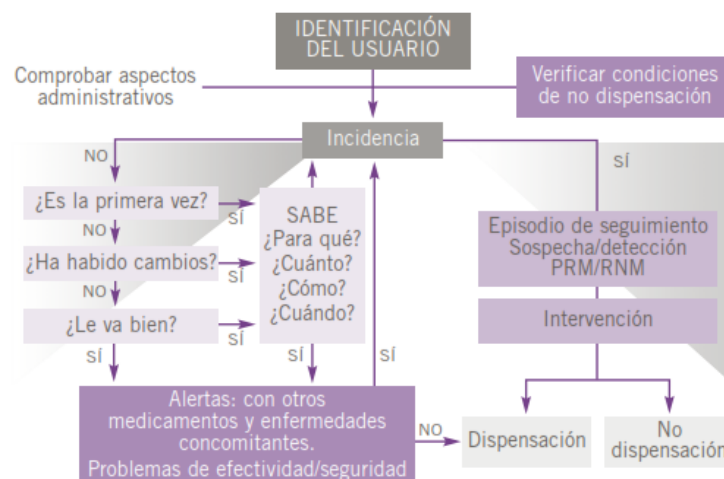 IDENTIFICACIÓN
DEL USUARIO
Comprobar aspectos
administrativos
Verificar condiciones
de no dispensación
Incidencia
NO
SÍ
¿Es la primera vez?
SÍ
NO
¿Ha habido cambios?
SÍ
NO
¿Le va bien?
SÍ
SÍ
SABE
¿Para qué?
¿Cuánto?
¿Cómo?
¿Cuándo?
SÍ
SÍ
Episodio de seguimiento
Sospecha/detección
PRM/RNM
Intervención
Alertas: con otros
medicamentos y enfermedades
concomitantes.
Problemas de efectividad/seguridad
NO
Dispensación
No
dispensación